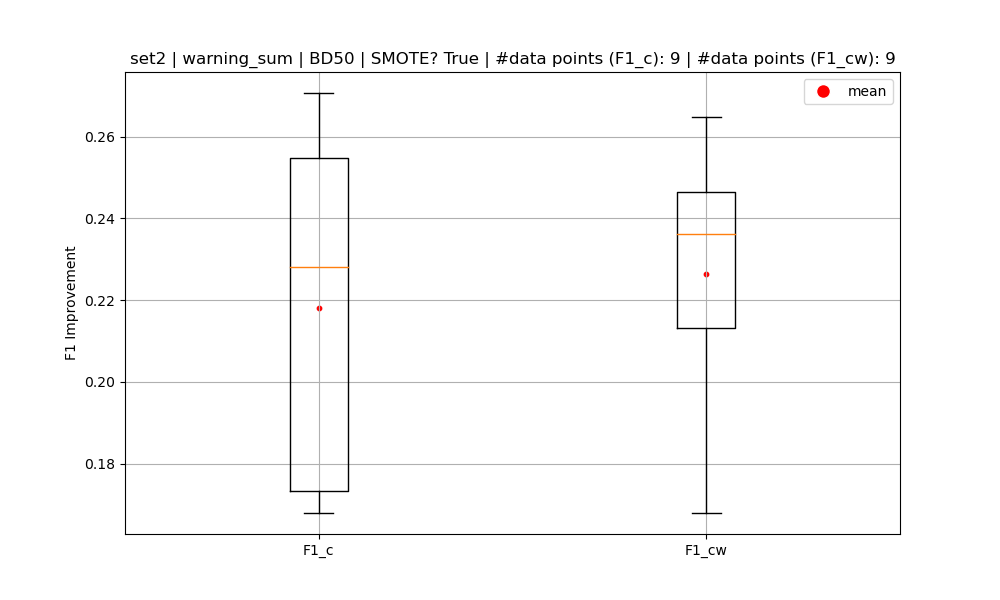 set2 | warning_sum | BD50 | SMOTE? True | #data points (F1_c): 9 | #data points (F1_cw): 9
mean
0.26
0.24
0.22
0.20
0.18
F1 Improvement
F1_c
F1_cw